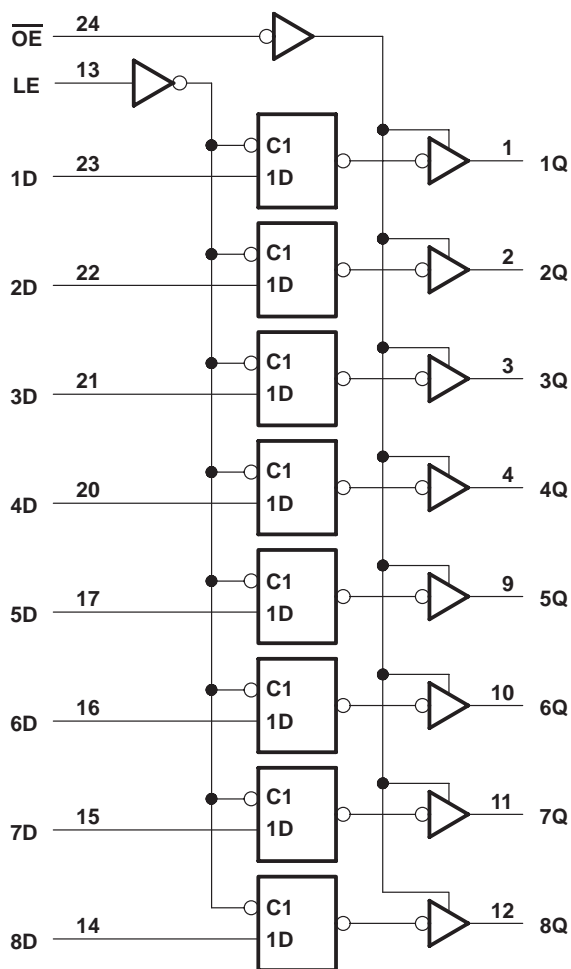 OE 24
LE 13
C1 1
1D 23 1D 1Q
C1 2
2D 22 1D 2Q
C1 3
3D 21 1D 3Q
C1 4
4D 20 1D 4Q
C1 9
5D 17 1D 5Q
C1 10
6D 16 1D 6Q
C1 11
7D 15 1D 7Q
C1 12
8D 14 1D 8Q